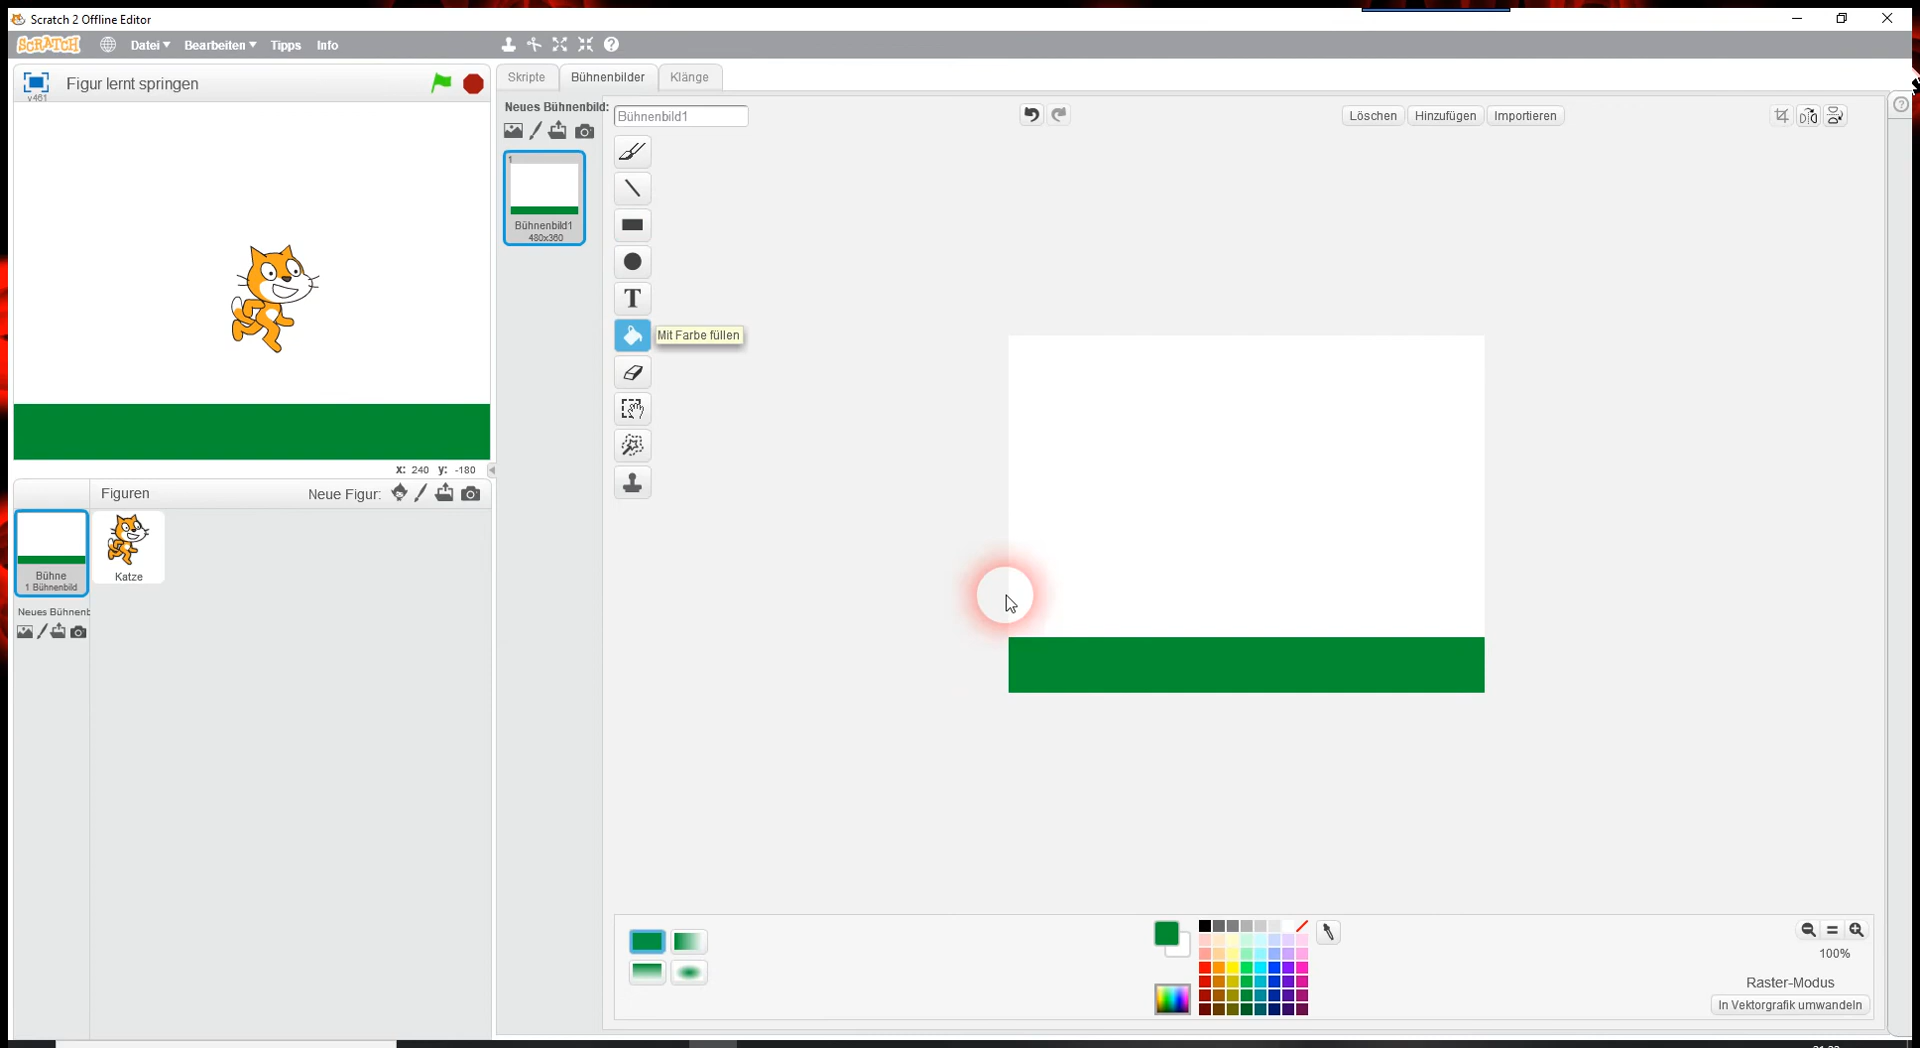 Scratch 2 Offline Editor
SCRATCH Datei Bearbeiten Tipps Info
v461 Figur lernt springen
Skripte Bühnenbilder Klänge
Neues Bühnenbild: Bühnenbild1
Löschen Hinzufügen Importieren
1
Bühnenbild1
480x360
T
Mit Farbe füllen
x: 240 y: -180
Figuren Neue Figur:
Bühne
1 Bühnenbild
Katze
Neues Bühnenb
100%
Raster-Modus
In Vektorgrafik umwandeln